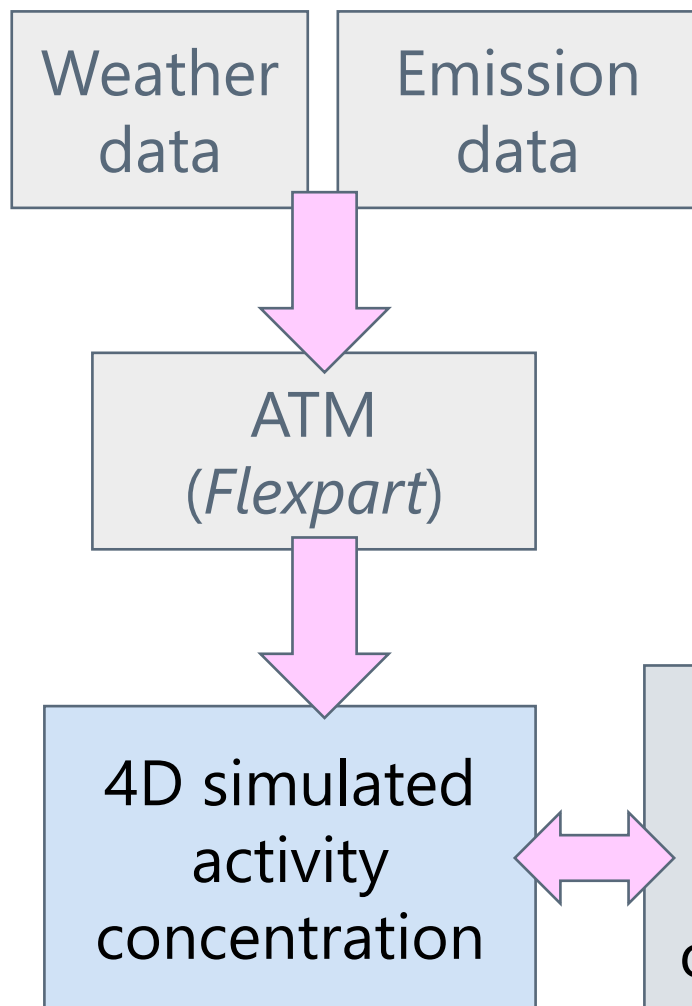 Weather
data
Emission
data
ATM
(Flexpart)
4D simulated
activity
concentration